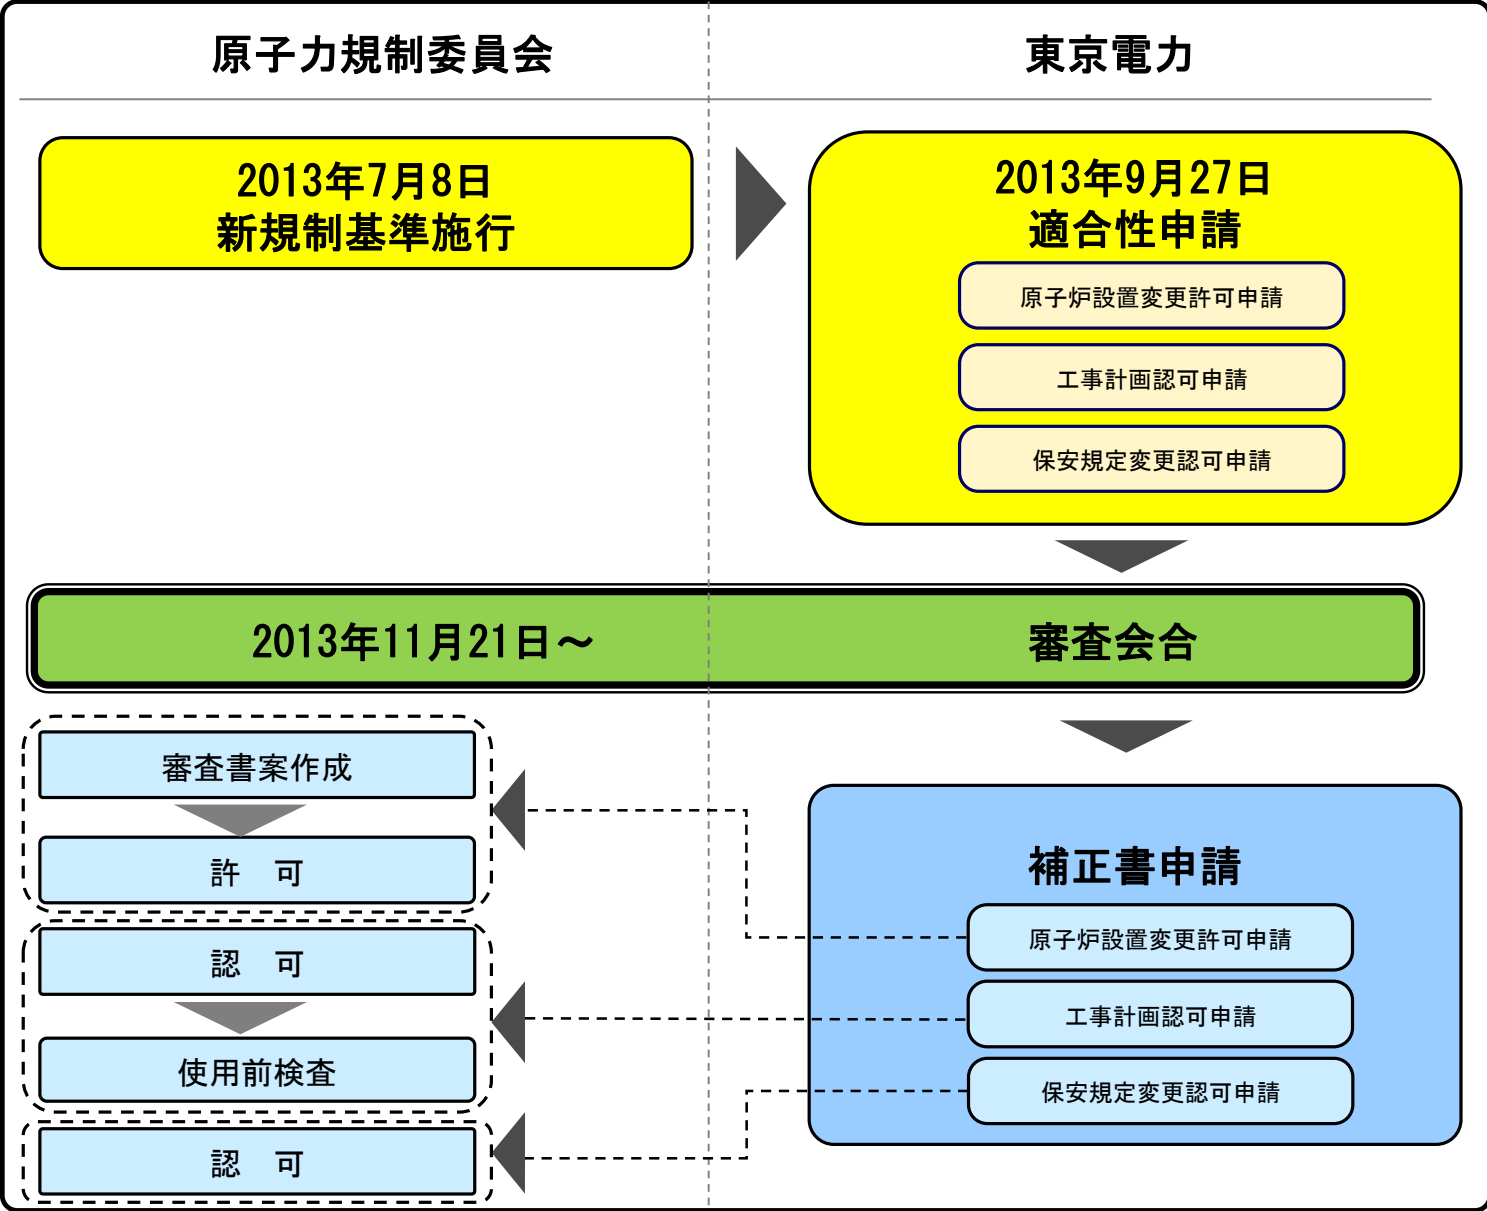 原子力規制委員会
東京電力
2013年7月8日
新規制基準施行
2013年9月27日
適合性申請
原子炉設置変更許可申請
工事計画認可申請
保安規定変更認可申請
2013年11月21日～
審査会合
審査書案作成
許　可
認　可
使用前検査
認　可
補正書申請
原子炉設置変更許可申請
工事計画認可申請
保安規定変更認可申請